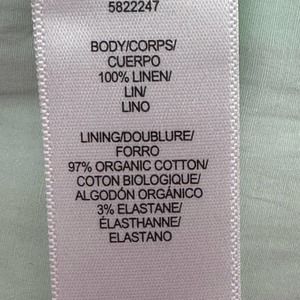 5822247
BODY/CORPS/
CUERPO
100% LINEN/
LIN/
LINO
LINING/DOUBLURE/
FORRO
97% ORGANIC COTTON/
COTON BIOLOGIQUE/
ALGODÓN ORGÁNICO
3% ELASTANE/
ÉLASTHANNE/
ELASTANO